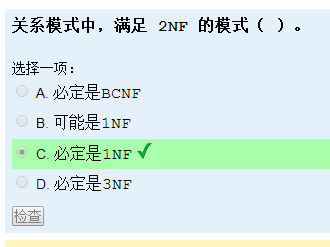 关系模式中，满足 2NF 的模式（ ）。
选择一项：
A. 必定是BCNF
B. 可能是1NF
C. 必定是1NF
D. 必定是3NF
检查